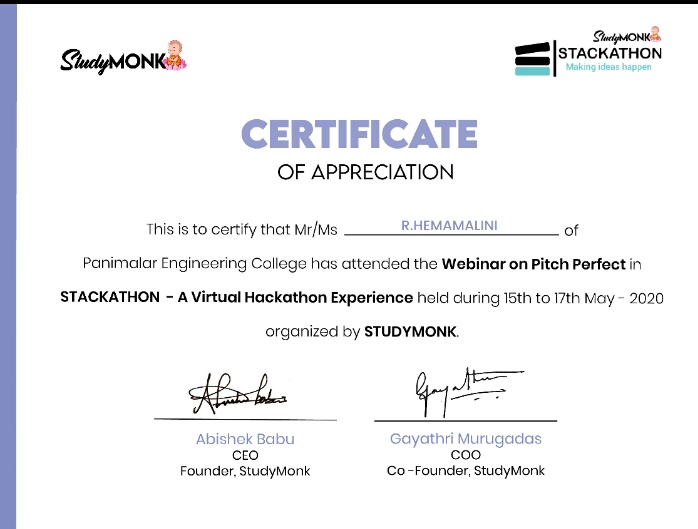 StudyMONK
StudyMONK
STACKATHON
Making ideas happen
CERTIFICATE
OF APPRECIATION
This is to certify that Mr/Ms R.HEMAMALINI of
Panimalar Engineering College has attended the Webinar on Pitch Perfect in
STACKATHON - A Virtual Hackathon Experience held during 15th to 17th May - 2020
organized by STUDYMONK.
Abishek Babu
CEO
Founder, StudyMonk
Gayathri Murugadas
COO
Co-Founder, StudyMonk